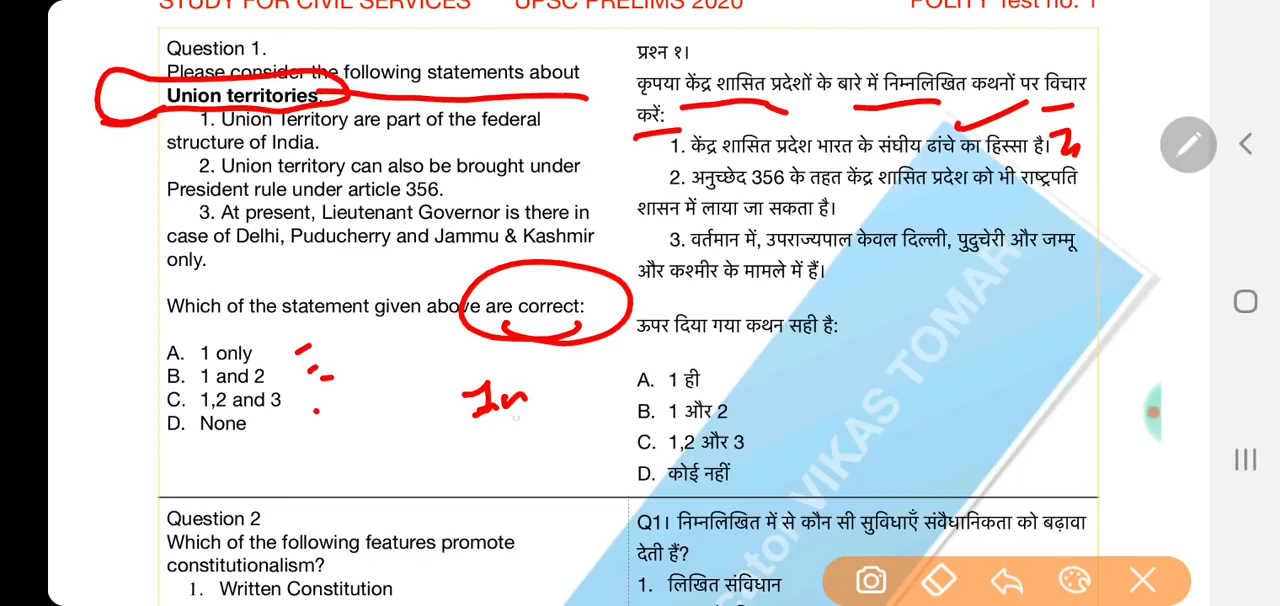 STUDY FOR CIVIL SERVICES UPSC PRELIMS 2020 POLITY Test no. 1
Question 1.
Please consider the following statements about
Union territories.
1. Union Territory are part of the federal
structure of India.
2. Union territory can also be brought under
President rule under article 356.
3. At present, Lieutenant Governor is there in
case of Delhi, Puducherry and Jammu & Kashmir
only.
Which of the statement given above are correct:
A. 1 only
B. 1 and 2
C. 1,2 and 3
D. None
प्रश्न १।
कृपया केंद्र शासित प्रदेशों के बारे में निम्नलिखित कथनों पर विचार
करें:
1. केंद्र शासित प्रदेश भारत के संघीय ढांचे का हिस्सा है।
2. अनुच्छेद 356 के तहत केंद्र शासित प्रदेश को भी राष्ट्रपति
शासन में लाया जा सकता है।
3. वर्तमान में, उपराज्यपाल केवल दिल्ली, पुदुचेरी और जम्मू
और कश्मीर के मामले में हैं।
ऊपर दिया गया कथन सही है:
A. 1 ही
B. 1 और 2
C. 1,2 और 3
D. कोई नहीं
Question 2
Which of the following features promote
constitutionalism?
1. Written Constitution
Q1। निम्नलिखित में से कौन सी सुविधाएँ संवैधानिकता को बढ़ावा
देती हैं?
1. लिखित संविधान
VIKAS TOMAR